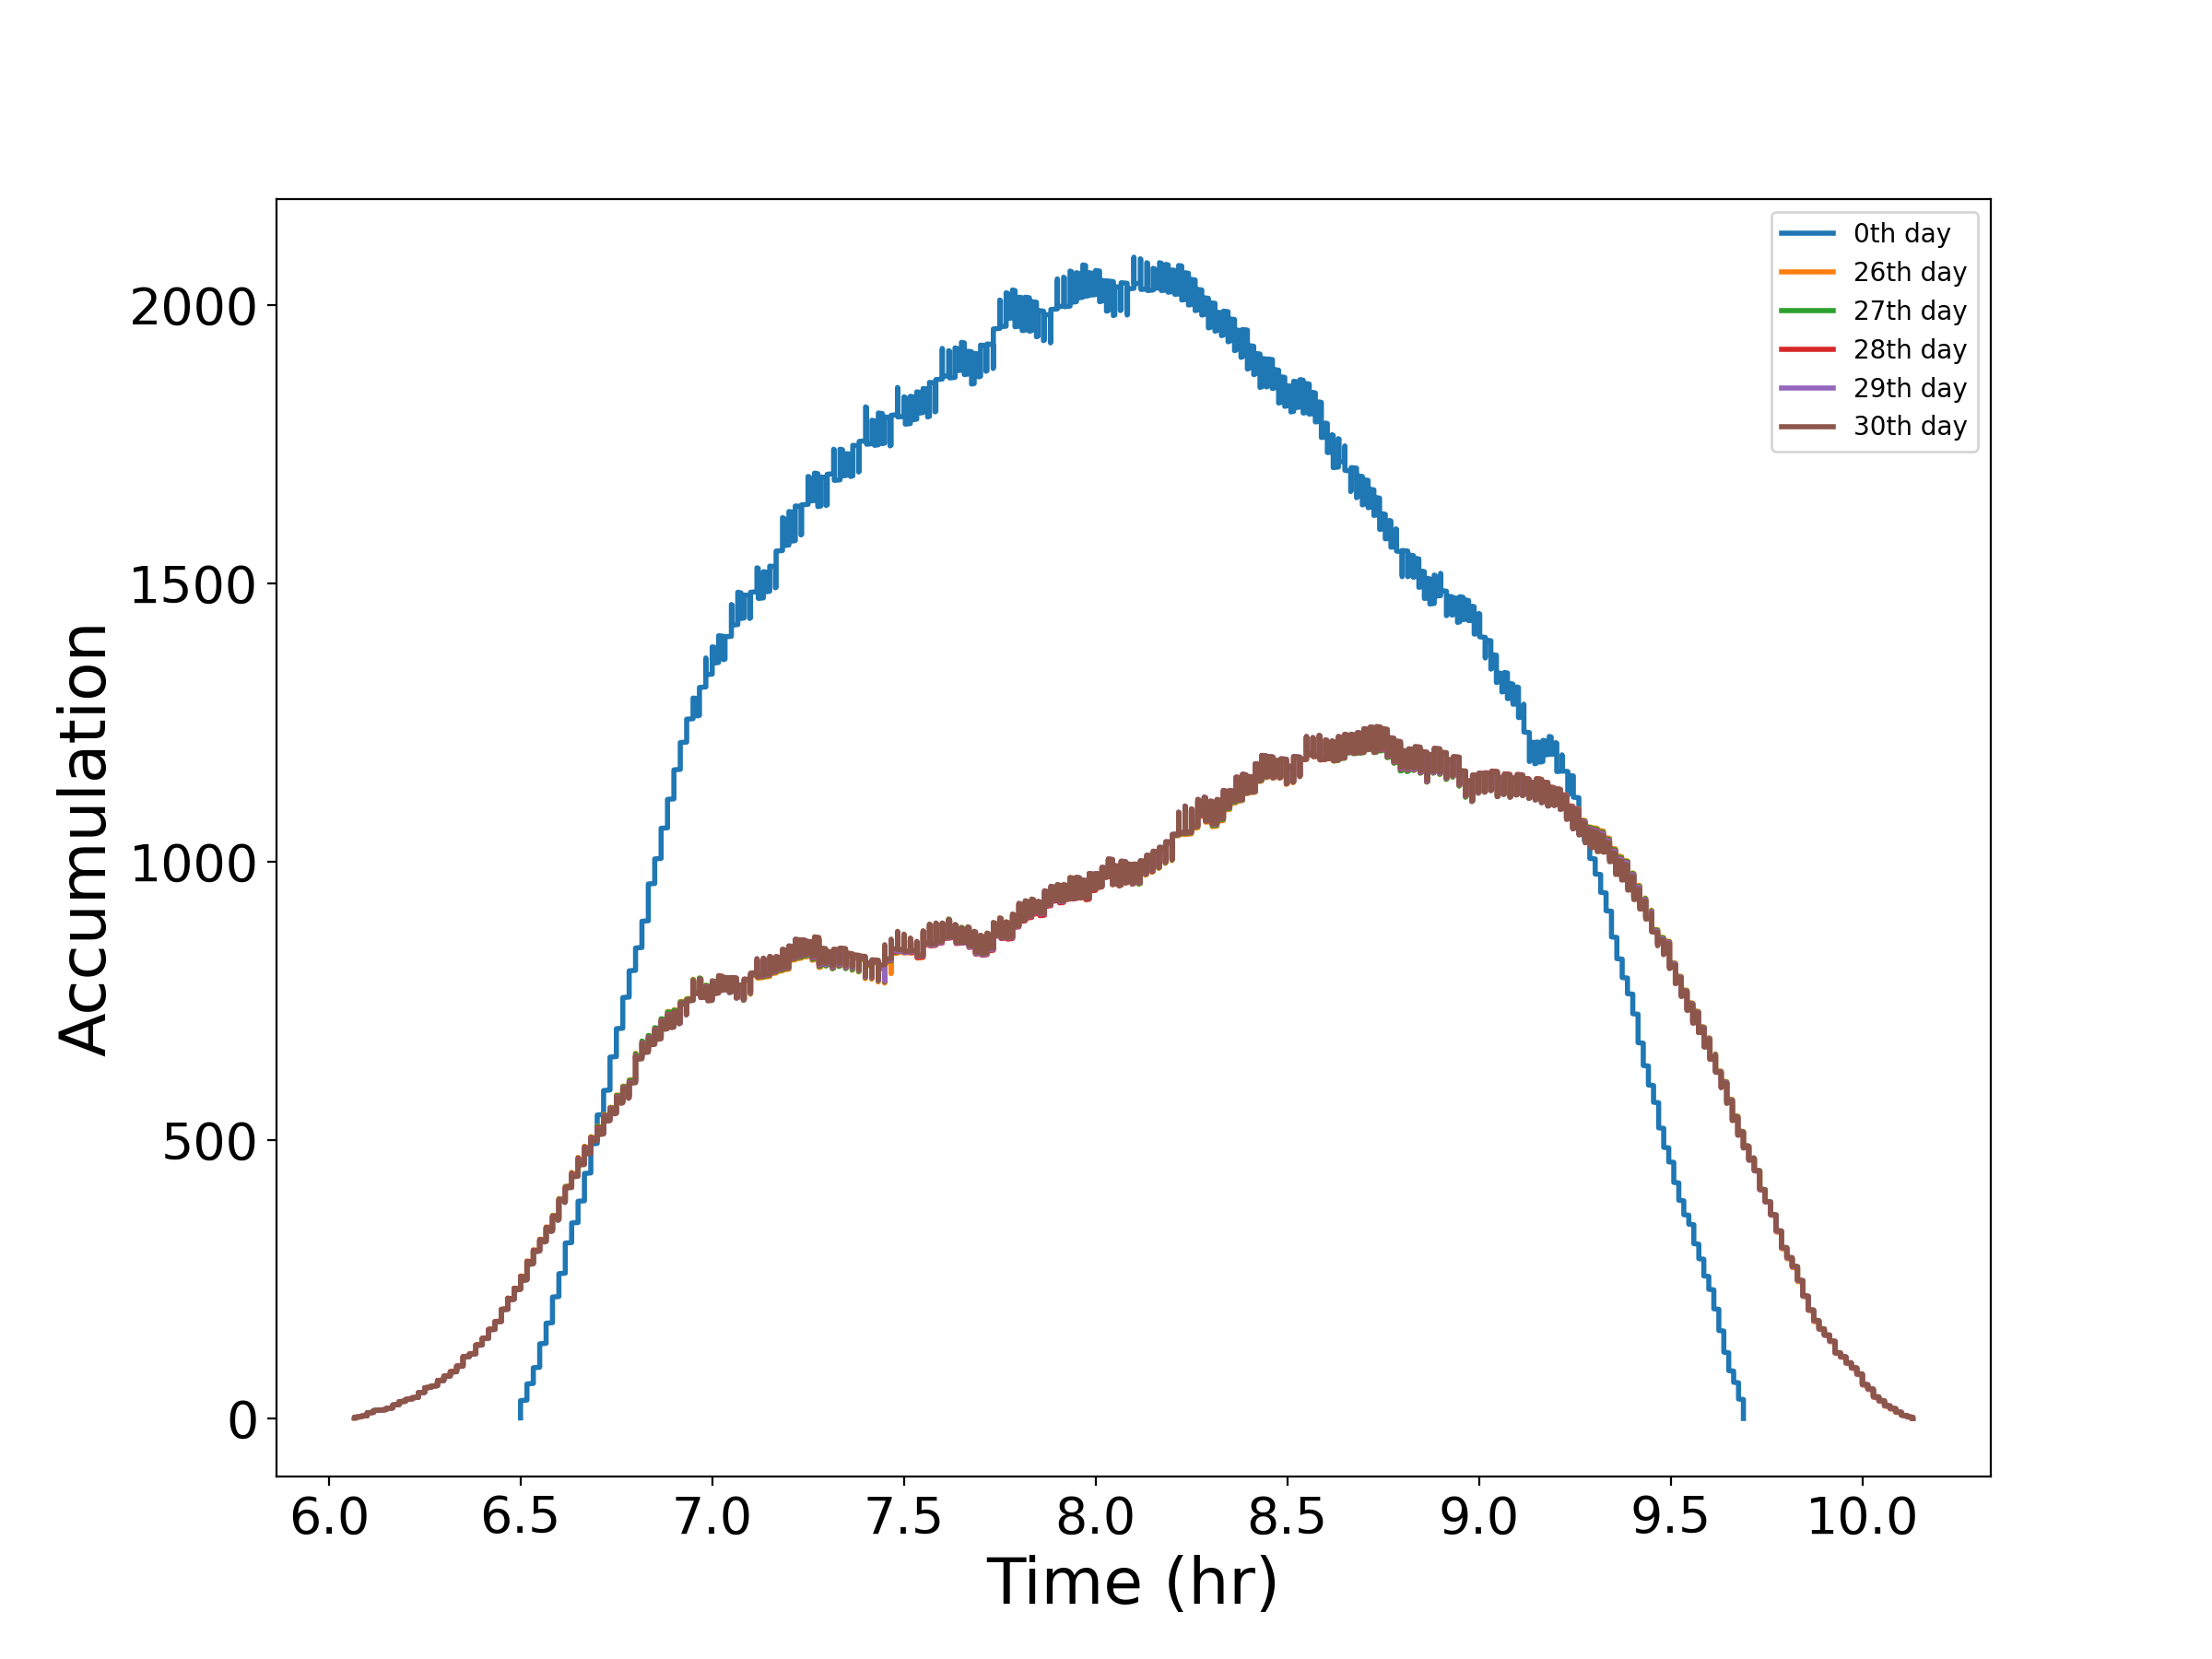 0th day
26th day
27th day
28th day
29th day
30th day
2000
1500
1000
500
0
Accumulation
6.0 6.5 7.0 7.5 8.0 8.5 9.0 9.5 10.0
Time (hr)